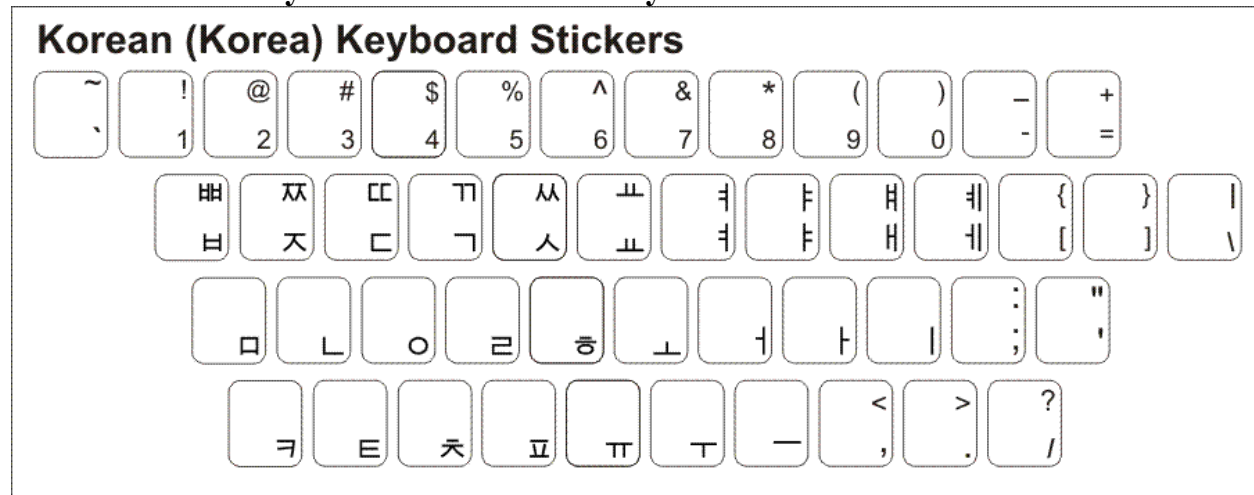 Korean (Korea) Keyboard Stickers
~ ! @ # $ % ^ & * ( ) _ +
` 1 2 3 4 5 6 7 8 9 0 - =
ㅃ ㅉ ㄸ ㄲ ㅆ ㅛ ㅕ ㅑ ㅒ ㅖ { } |
ㅂ ㅈ ㄷ ㄱ ㅅ ㅛ ㅕ ㅑ ㅐ ㅔ [ ] \
: "
ㅁ ㄴ ㅇ ㄹ ㅎ ㅗ ㅓ ㅏ ㅣ ; '
< > ?
ㅋ ㅌ ㅊ ㅍ ㅠ ㅜ ㅡ , . /